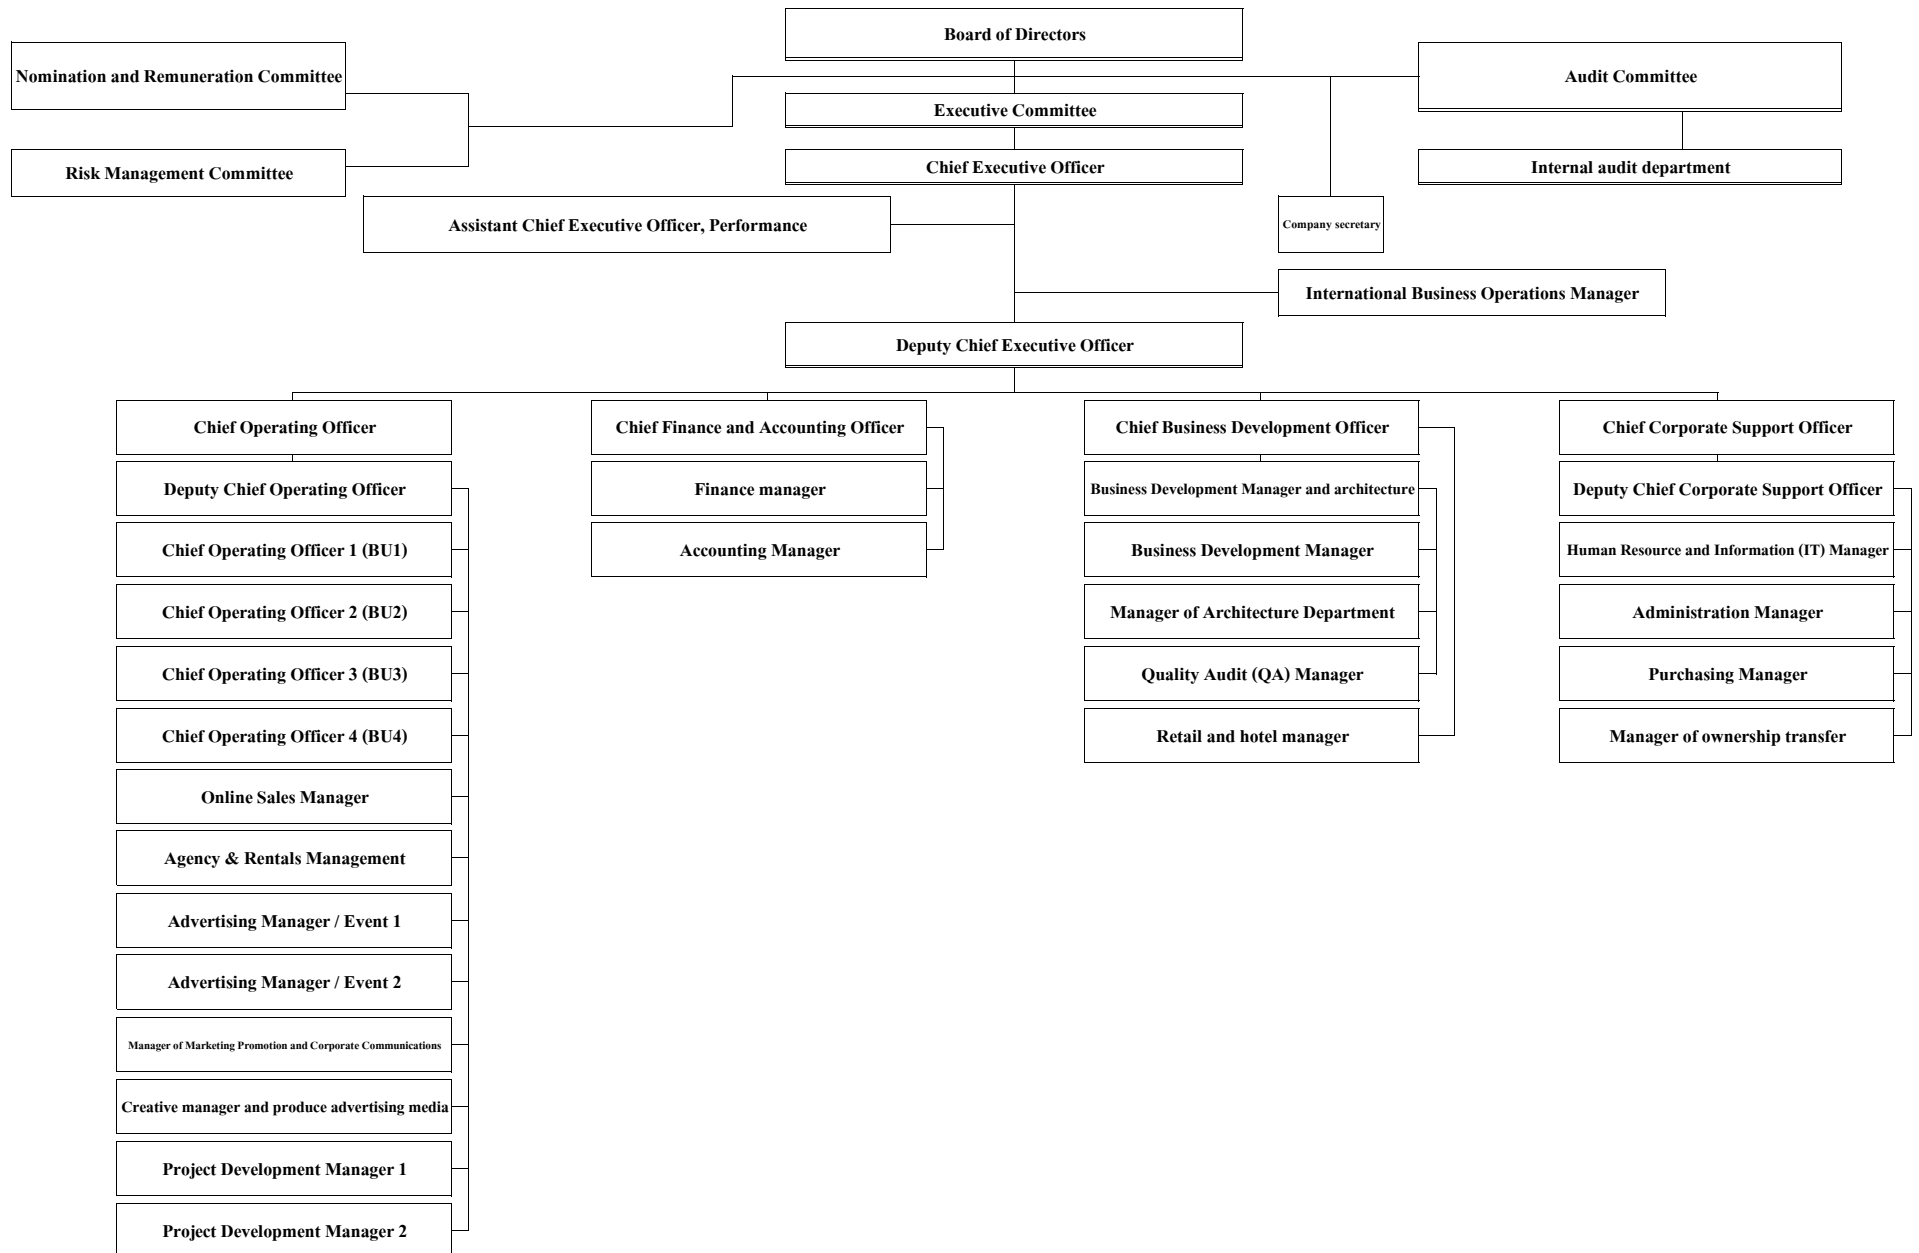 Board of Directors
Nomination and Remuneration Committee
Audit Committee
Executive Committee
Risk Management Committee
Chief Executive Officer
Internal audit department
Assistant Chief Executive Officer, Performance
Company secretary
International Business Operations Manager
Deputy Chief Executive Officer
Chief Operating Officer
Deputy Chief Operating Officer
Chief Operating Officer 1 (BU1)
Chief Operating Officer 2 (BU2)
Chief Operating Officer 3 (BU3)
Chief Operating Officer 4 (BU4)
Online Sales Manager
Agency & Rentals Management
Advertising Manager / Event 1
Advertising Manager / Event 2
Manager of Marketing Promotion and Corporate Communications
Creative manager and produce advertising media
Project Development Manager 1
Project Development Manager 2
Chief Finance and Accounting Officer
Finance manager
Accounting Manager
Chief Business Development Officer
Business Development Manager and architecture
Business Development Manager
Manager of Architecture Department
Quality Audit (QA) Manager
Retail and hotel manager
Chief Corporate Support Officer
Deputy Chief Corporate Support Officer
Human Resource and Information (IT) Manager
Administration Manager
Purchasing Manager
Manager of ownership transfer